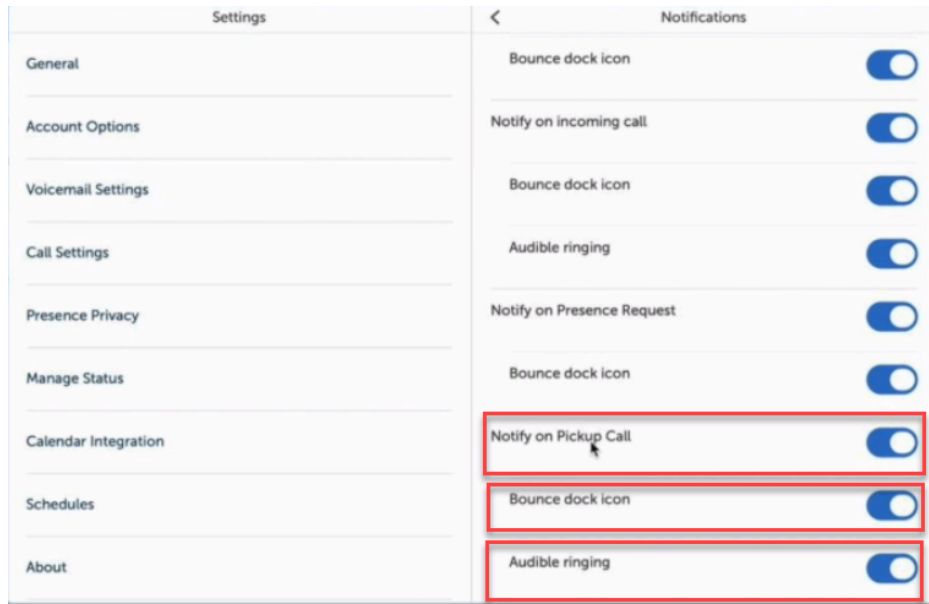 Settings
General
Account Options
Voicemail Settings
Call Settings
Presence Privacy
Manage Status
Calendar Integration
Schedules
About
Notifications
Bounce dock icon
Notify on incoming call
Bounce dock icon
Audible ringing
Notify on Presence Request
Bounce dock icon
Notify on Pickup Call
Bounce dock icon
Audible ringing